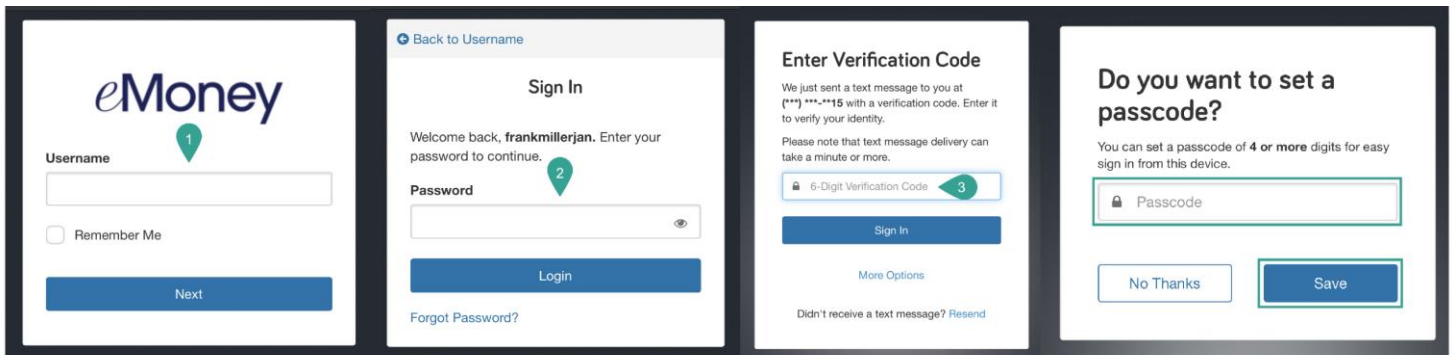 eMoney
1
Username
Remember Me
Next
Back to Username
Sign In
Welcome back, frankmillerjan. Enter your
password to continue.
2
Password
Login
Forgot Password?
Enter Verification Code
We just sent a text message to you at
(***) ***-**15 with a verification code. Enter it
to verify your identity.
Please note that text message delivery can
take a minute or more.
6-Digit Verification Code 3
Sign In
More Options
Didn't receive a text message? Resend
Do you want to set a
passcode?
You can set a passcode of 4 or more digits for easy
sign in from this device.
Passcode
No Thanks Save